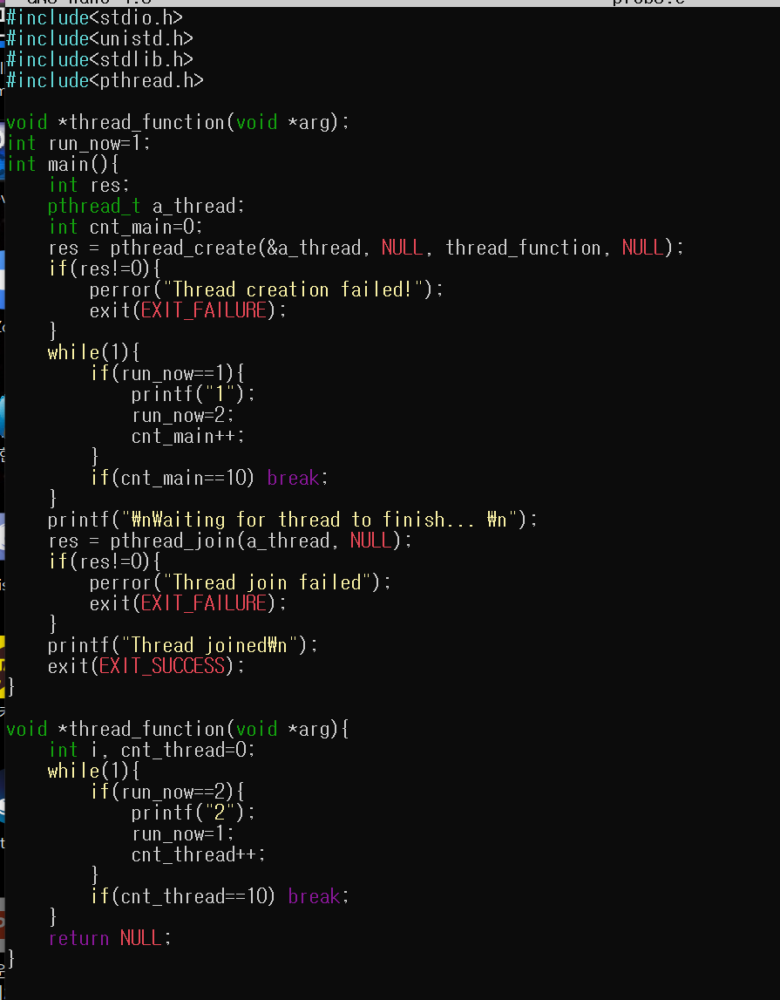 #include<stdio.h>
#include<unistd.h>
#include<stdlib.h>
#include<pthread.h>

void *thread_function(void *arg);
int run_now=1;
int main(){
    int res;
    pthread_t a_thread;
    int cnt_main=0;
    res = pthread_create(&a_thread, NULL, thread_function, NULL);
    if(res!=0){
        perror("Thread creation failed!");
        exit(EXIT_FAILURE);
    }
    while(1){
        if(run_now==1){
            printf("1");
            run_now=2;
            cnt_main++;
        }
        if(cnt_main==10) break;
    }
    printf("₩nWaiting for thread to finish... ₩n");
    res = pthread_join(a_thread, NULL);
    if(res!=0){
        perror("Thread join failed");
        exit(EXIT_FAILURE);
    }
    printf("Thread joined₩n");
    exit(EXIT_SUCCESS);
}

void *thread_function(void *arg){
    int i, cnt_thread=0;
    while(1){
        if(run_now==2){
            printf("2");
            run_now=1;
            cnt_thread++;
        }
        if(cnt_thread==10) break;
    }
    return NULL;
}